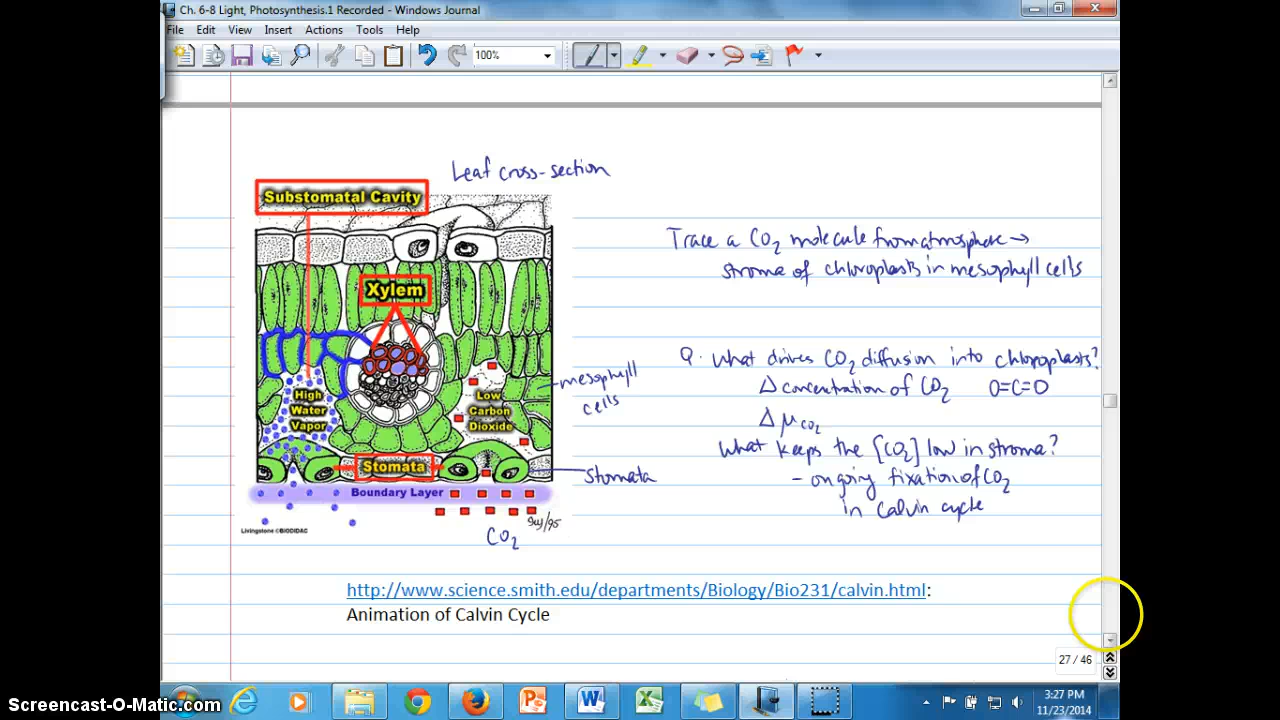 Ch. 6-8 Light, Photosynthesis.1 Recorded - Windows Journal
File Edit View Insert Actions Tools Help
100%
Leaf cross-section
Substomatal Cavity
Trace a CO2 molecule from atmosphere →
stroma of chloroplasts in mesophyll cells
Xylem
Q. What drives CO2 diffusion into chloroplasts?
mesophyll
cells
Δ concentration of CO2 O=C=O
High
Water
Vapor
Low
Carbon
Dioxide
Δ μCO2
What keeps the [CO2] low in stroma?
Stomata
Stomata
- ongoing fixation of CO2
in Calvin cycle
Boundary Layer
Livingstone ©BIODIDAC
CO2
http://www.science.smith.edu/departments/Biology/Bio231/calvin.html:
Animation of Calvin Cycle
27 / 46
3:27 PM
11/23/2014
Screencast-O-Matic.com